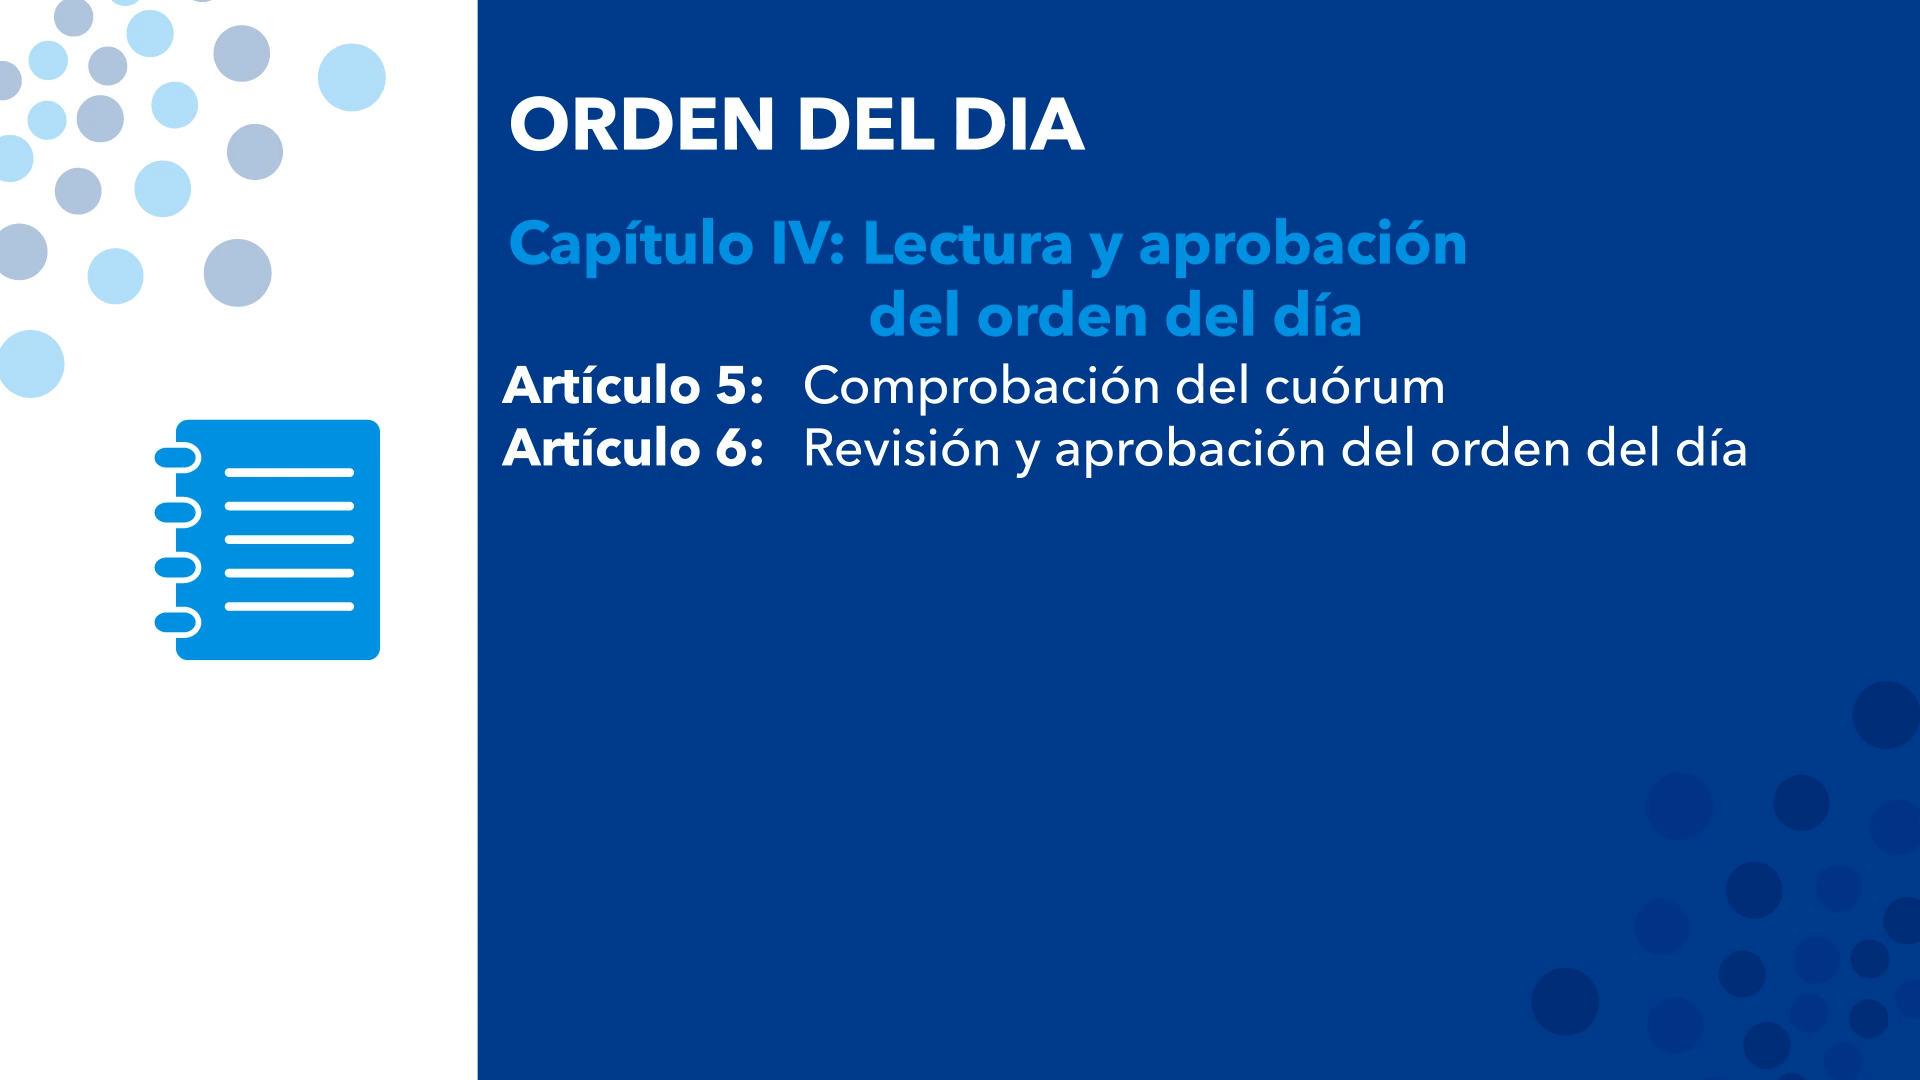 ORDEN DEL DIA
Capítulo IV: Lectura y aprobación
del orden del día
Artículo 5: Comprobación del cuórum
Artículo 6: Revisión y aprobación del orden del día